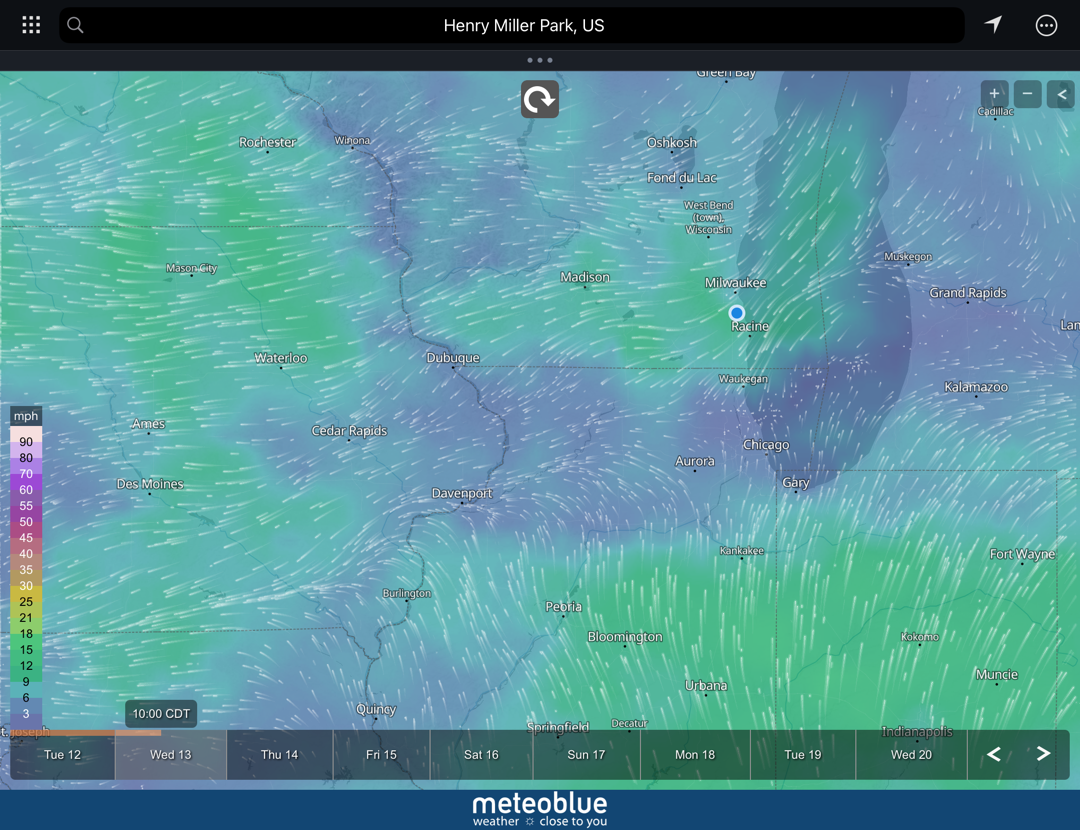 Henry Miller Park, US
Green Bay
+
−
<
Cadillac
Rochester
Winona
Oshkosh
Fond du Lac
West Bend
(town),
Wisconsin
Mason City
Madison
Milwaukee
Muskegon
Grand Rapids
Racine
Lan
Waterloo
Dubuque
Waukegan
Kalamazoo
mph
90
80
70
60
55
50
45
40
35
30
25
21
18
15
12
9
6
3
Ames
Cedar Rapids
Chicago
Aurora
Des Moines
Davenport
Gary
Kankakee
Fort Wayne
Burlington
Peoria
Bloomington
Kokomo
Muncie
Urbana
Quincy
10:00 CDT
Springfield
Decatur
Indianapolis
t. Joseph
Tue 12
Wed 13
Thu 14
Fri 15
Sat 16
Sun 17
Mon 18
Tue 19
Wed 20
<
>
meteoblue
weather ☼ close to you